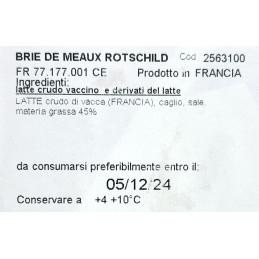 BRIE DE MEAUX ROTSCHILD Cod 2563100
FR 77.177.001 CE Prodotto in FRANCIA
Ingredienti:
latte crudo vaccino e derivati del latte
LATTE crudo di vacca (FRANCIA), caglio, sale,
materia grassa 45%
da consumarsi preferibilmente entro il:
05/12/24
Conservare a +4 +10°C